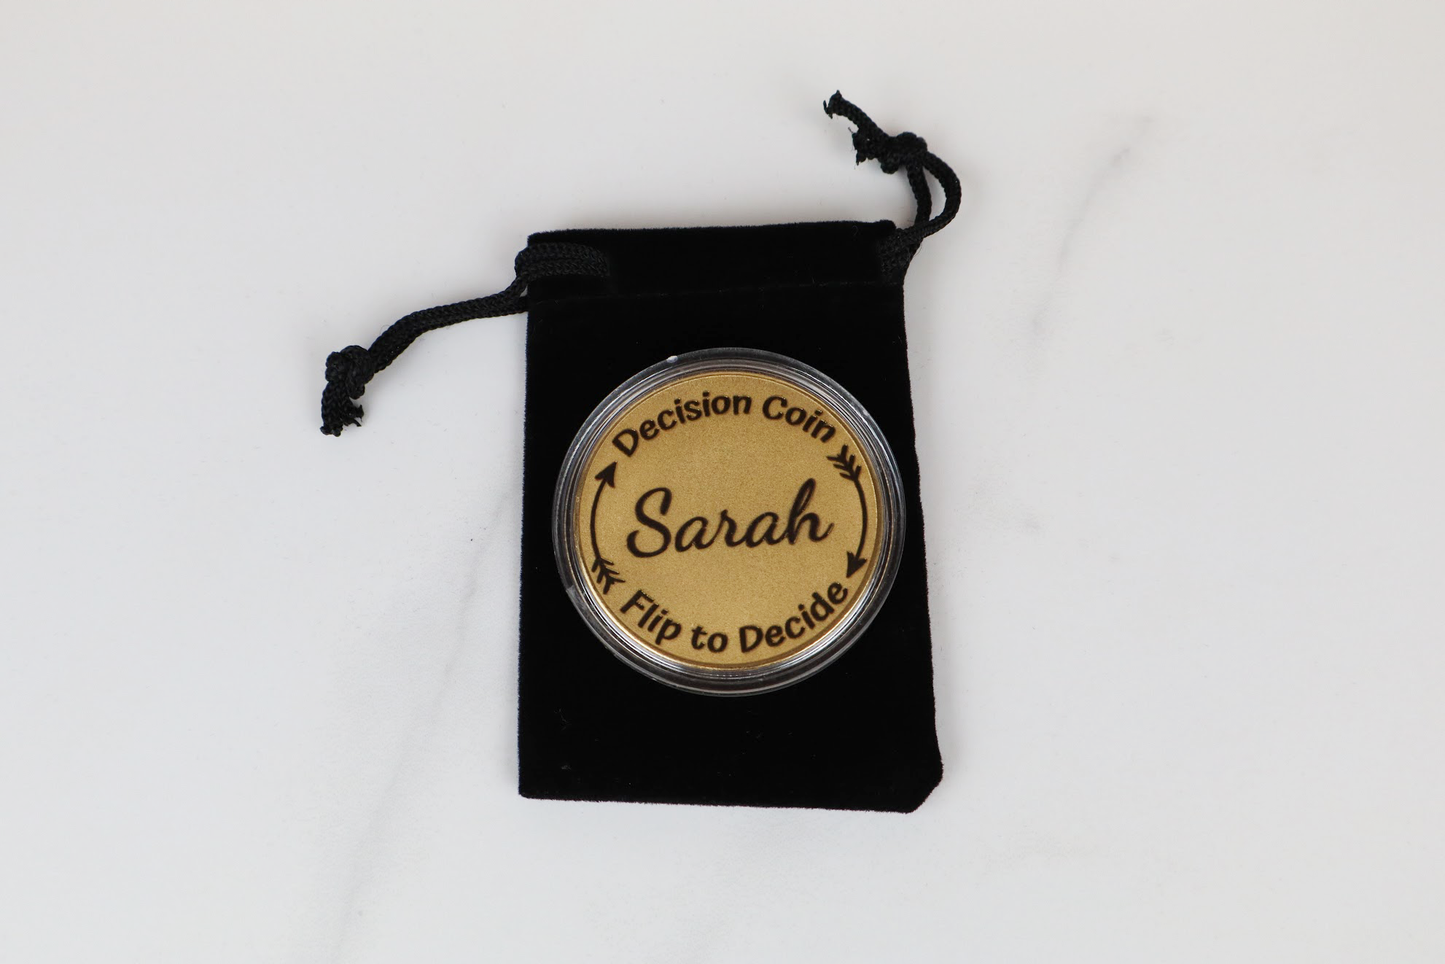 Decision Coin
Sarah
Flip to Decide